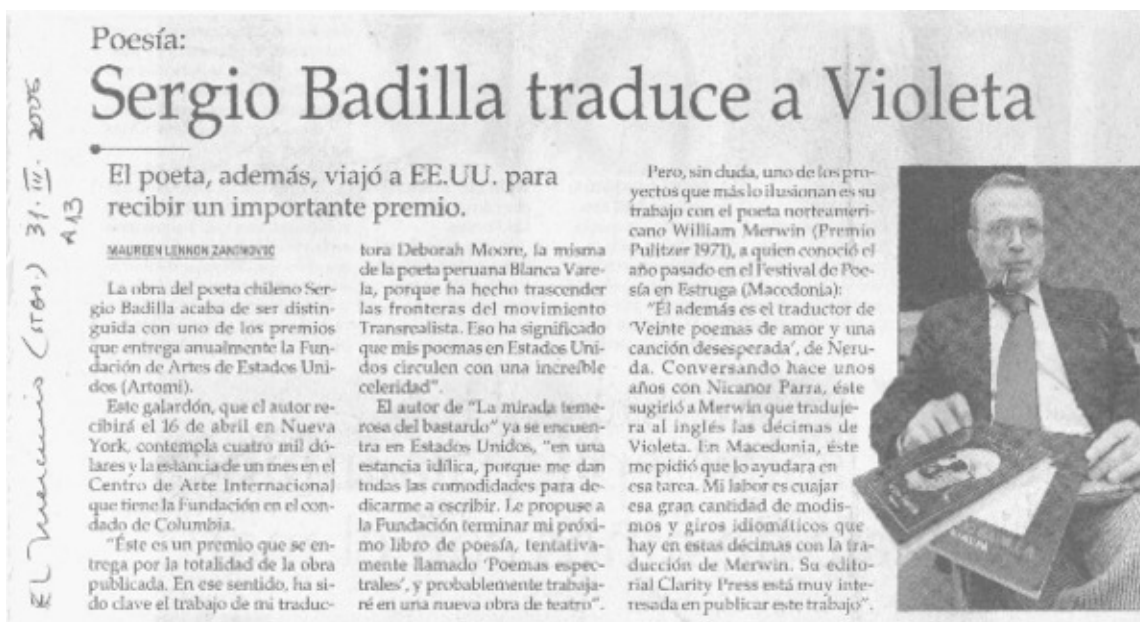 Poesía:
Sergio Badilla traduce a Violeta
El poeta, además, viajó a EE.UU. para
recibir un importante premio.
MAUREEN LENNON ZANINOVIC
La obra del poeta chileno Ser-
gio Badilla acaba de ser distin-
guida con uno de los premios
que entrega anualmente la Fun-
dación de Artes de Estados Uni-
dos (Artomi).
Este galardón, que el autor re-
cibirá el 16 de abril en Nueva
York, contempla cuatro mil dó-
lares y la estancia de un mes en el
Centro de Arte Internacional
que tiene la Fundación en el con-
dado de Columbia.
"Éste es un premio que se en-
trega por la totalidad de la obra
publicada. En ese sentido, ha si-
do clave el trabajo de mi traduc-
tora Deborah Moore, la misma
de la poeta peruana Blanca Vare-
la, porque ha hecho trascender
las fronteras del movimiento
Transrealista. Eso ha significado
que mis poemas en Estados Uni-
dos circulen con una increíble
celeridad".
El autor de "La mirada teme-
rosa del bastardo" ya se encuen-
tra en Estados Unidos, "en una
estancia idílica, porque me dan
todas las comodidades para de-
dicarme a escribir. Le propuse a
la Fundación terminar mi próxi-
mo libro de poesía, tentativa-
mente llamado 'Poemas espec-
trales', y probablemente trabaja-
ré en una nueva obra de teatro".
Pero, sin duda, uno de los pro-
yectos que más lo ilusionan es su
trabajo con el poeta norteameri-
cano William Merwin (Premio
Pulitzer 1971), a quien conoció el
año pasado en el Festival de Poe-
sía en Estruga (Macedonia):
"Él además es el traductor de
'Veinte poemas de amor y una
canción desesperada', de Neru-
da. Conversando hace unos
años con Nicanor Parra, éste
sugirió a Merwin que traduje-
ra al inglés las décimas de
Violeta. En Macedonia, éste
me pidió que lo ayudara en
esa tarea. Mi labor es cuajar
esa gran cantidad de modis-
mos y giros idiomáticos que
hay en estas décimas con la tra-
ducción de Merwin. Su edito-
rial Clarity Press está muy inte-
resada en publicar este trabajo".
EL Mercurio (STGO.) 31. III. 2006
A13